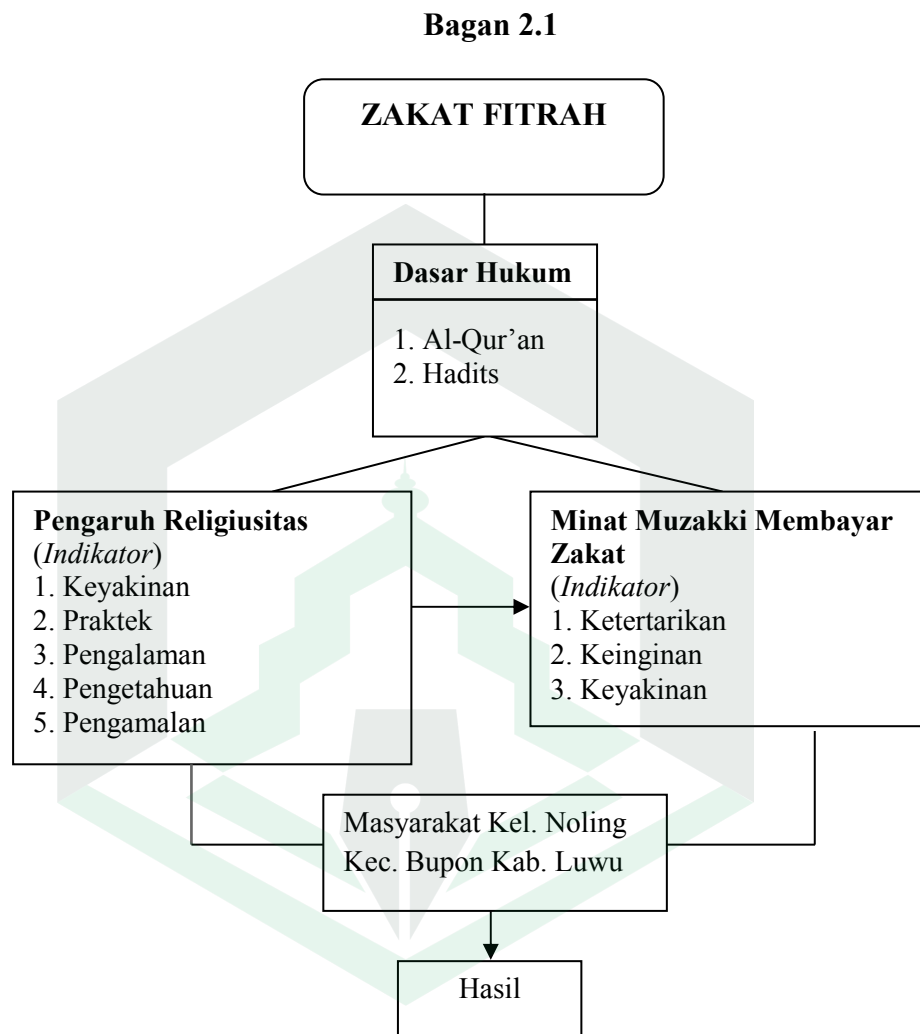 Bagan 2.1
ZAKAT FITRAH
Dasar Hukum
1. Al-Qur’an
2. Hadits
Pengaruh Religiusitas
(Indikator)
1. Keyakinan
2. Praktek
3. Pengalaman
4. Pengetahuan
5. Pengamalan
Minat Muzakki Membayar
Zakat
(Indikator)
1. Ketertarikan
2. Keinginan
3. Keyakinan
Masyarakat Kel. Noling
Kec. Bupon Kab. Luwu
Hasil